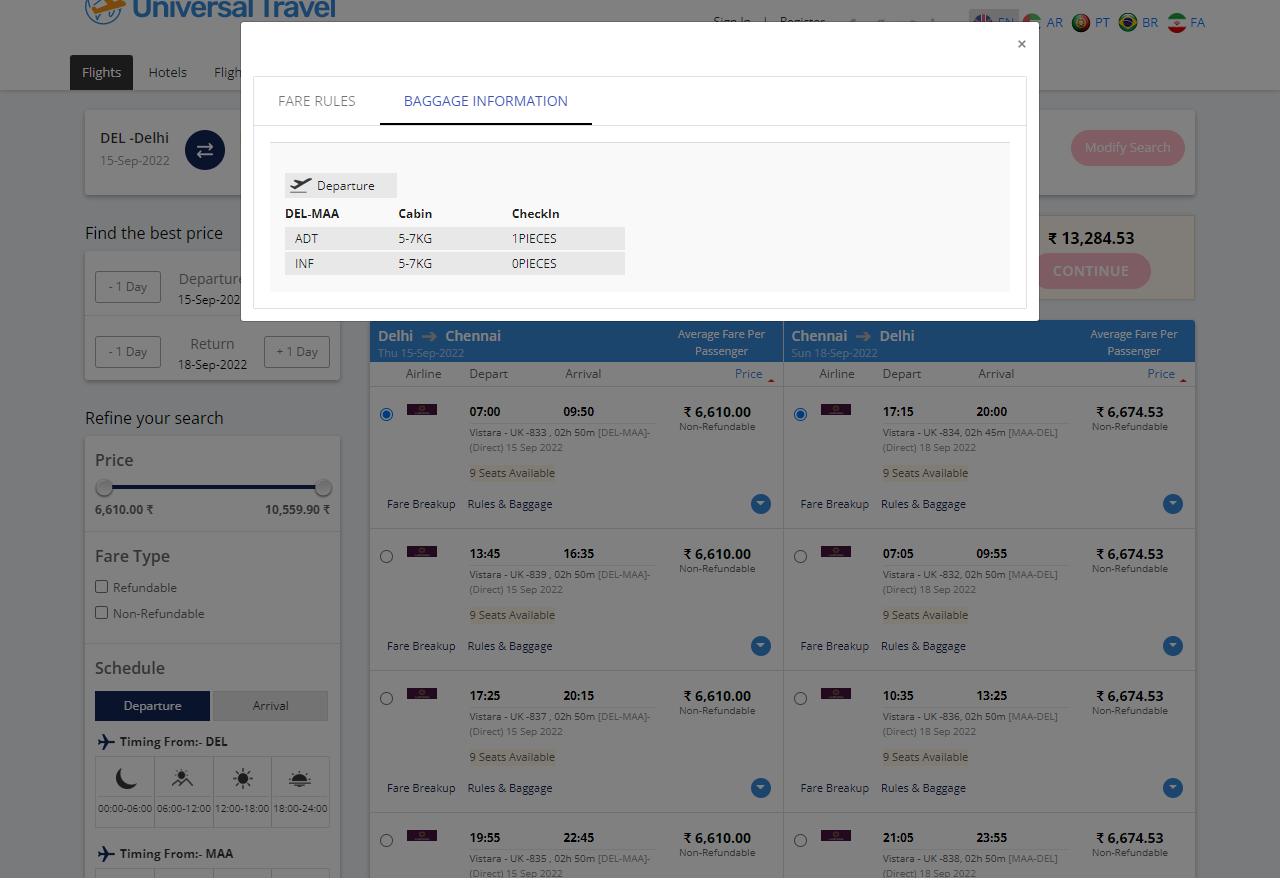 Universal Travel
Sign In | Register
EN AR PT BR FA
Flights Hotels Fligh
×
FARE RULES BAGGAGE INFORMATION
DEL -Delhi
15-Sep-2022
Modify Search
Departure
DEL-MAA Cabin CheckIn
ADT 5-7KG 1PIECES
INF 5-7KG 0PIECES
₹ 13,284.53
CONTINUE
Find the best price
- 1 Day Departure
15-Sep-202
- 1 Day Return + 1 Day
18-Sep-2022
Refine your search
Price
6,610.00 ₹ 10,559.90 ₹
Fare Type
Refundable
Non-Refundable
Schedule
Departure Arrival
Timing From:- DEL
00:00-06:00 06:00-12:00 12:00-18:00 18:00-24:00
Timing From:- MAA
Delhi Chennai Average Fare Per
Thu 15-Sep-2022 Passenger
Airline Depart Arrival Price
07:00 09:50 ₹ 6,610.00
Vistara - UK -833 , 02h 50m [DEL-MAA]- Non-Refundable
(Direct) 15 Sep 2022
9 Seats Available
Fare Breakup Rules & Baggage
13:45 16:35 ₹ 6,610.00
Vistara - UK -839 , 02h 50m [DEL-MAA]- Non-Refundable
(Direct) 15 Sep 2022
9 Seats Available
Fare Breakup Rules & Baggage
17:25 20:15 ₹ 6,610.00
Vistara - UK -837 , 02h 50m [DEL-MAA]- Non-Refundable
(Direct) 15 Sep 2022
9 Seats Available
Fare Breakup Rules & Baggage
19:55 22:45 ₹ 6,610.00
Vistara - UK -835 , 02h 50m [DEL-MAA]- Non-Refundable
(Direct) 15 Sep 2022
Chennai Delhi Average Fare Per
Sun 18-Sep-2022 Passenger
Airline Depart Arrival Price
17:15 20:00 ₹ 6,674.53
Vistara - UK -834, 02h 45m [MAA-DEL] Non-Refundable
(Direct) 18 Sep 2022
9 Seats Available
Fare Breakup Rules & Baggage
07:05 09:55 ₹ 6,674.53
Vistara - UK -832, 02h 50m [MAA-DEL] Non-Refundable
(Direct) 18 Sep 2022
9 Seats Available
Fare Breakup Rules & Baggage
10:35 13:25 ₹ 6,674.53
Vistara - UK -836, 02h 50m [MAA-DEL] Non-Refundable
(Direct) 18 Sep 2022
9 Seats Available
Fare Breakup Rules & Baggage
21:05 23:55 ₹ 6,674.53
Vistara - UK -838, 02h 50m [MAA-DEL] Non-Refundable
(Direct) 18 Sep 2022